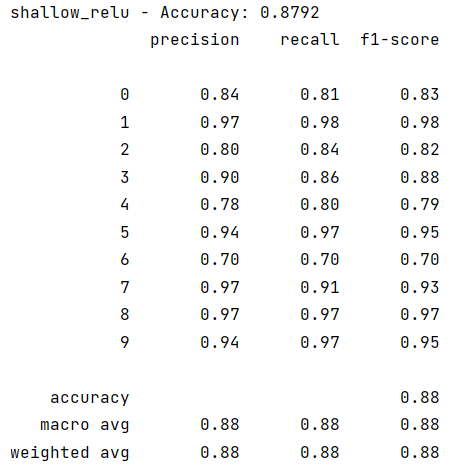 shallow_relu - Accuracy: 0.8792
precision recall f1-score
0 0.84 0.81 0.83
1 0.97 0.98 0.98
2 0.80 0.84 0.82
3 0.90 0.86 0.88
4 0.78 0.80 0.79
5 0.94 0.97 0.95
6 0.70 0.70 0.70
7 0.97 0.91 0.93
8 0.97 0.97 0.97
9 0.94 0.97 0.95
accuracy 0.88
macro avg 0.88 0.88 0.88
weighted avg 0.88 0.88 0.88